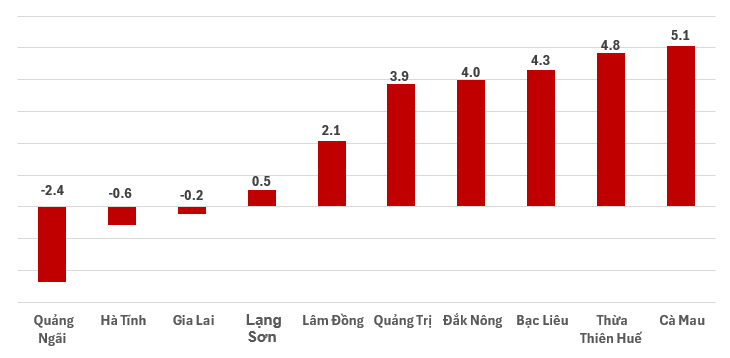 5.1
4.8
4.3
4.0
3.9
2.1
0.5
-0.2
-0.6
-2.4
Quảng
Ngãi
Hà Tĩnh
Gia Lai
Lạng
Sơn
Lâm Đồng
Quảng Trị
Đắk Nông
Bạc Liêu
Thừa
Thiên Huế
Cà Mau